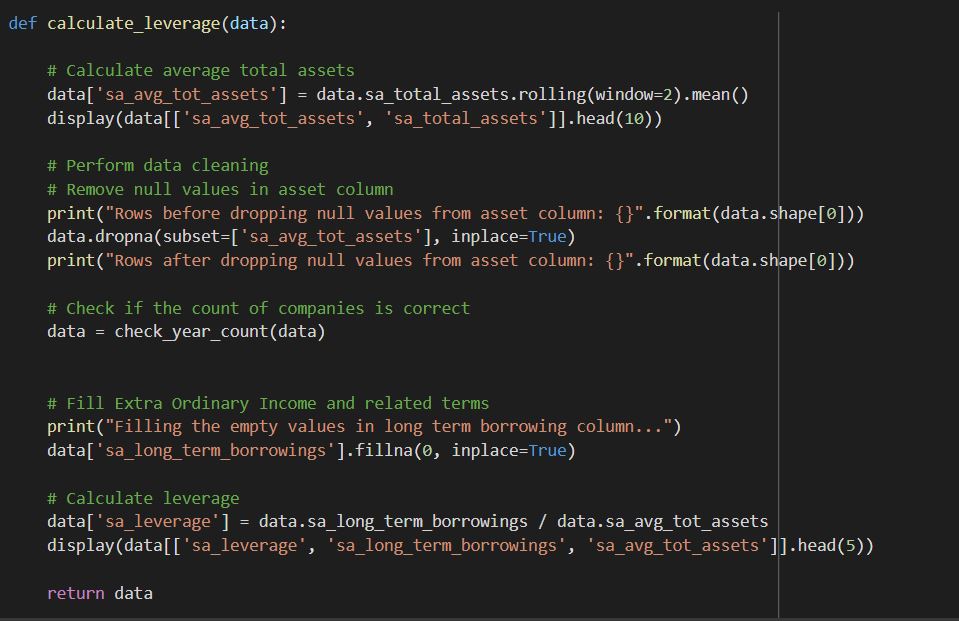 def calculate_leverage(data):
# Calculate average total assets
data['sa_avg_tot_assets'] = data.sa_total_assets.rolling(window=2).mean()
display(data[['sa_avg_tot_assets', 'sa_total_assets']].head(10))
# Perform data cleaning
# Remove null values in asset column
print("Rows before dropping null values from asset column: {}".format(data.shape[0]))
data.dropna(subset=['sa_avg_tot_assets'], inplace=True)
print("Rows after dropping null values from asset column: {}".format(data.shape[0]))
# Check if the count of companies is correct
data = check_year_count(data)
# Fill Extra Ordinary Income and related terms
print("Filling the empty values in long term borrowing column...")
data['sa_long_term_borrowings'].fillna(0, inplace=True)
# Calculate leverage
data['sa_leverage'] = data.sa_long_term_borrowings / data.sa_avg_tot_assets
display(data[['sa_leverage', 'sa_long_term_borrowings', 'sa_avg_tot_assets']].head(5))
return data